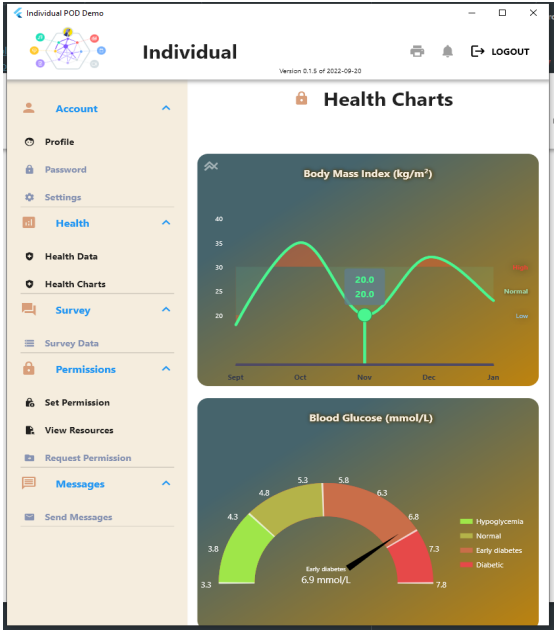 Individual POD Demo
Individual
LOGOUT
Version 0.1.5 of 2022-09-20
Account
Profile
Password
Settings
Health
Health Data
Health Charts
Survey
Survey Data
Permissions
Set Permission
View Resources
Request Permission
Messages
Send Messages
Health Charts
Body Mass Index (kg/m²)
40
35
30
25
20
20.0
20.0
Normal
Low
Sept
Oct
Nov
Dec
Jan
Blood Glucose (mmol/L)
3.3
3.8
4.3
4.8
5.3
5.8
6.3
6.8
7.3
7.8
Early diabetes
6.9 mmol/L
Hypoglycemia
Normal
Early diabetes
Diabetic